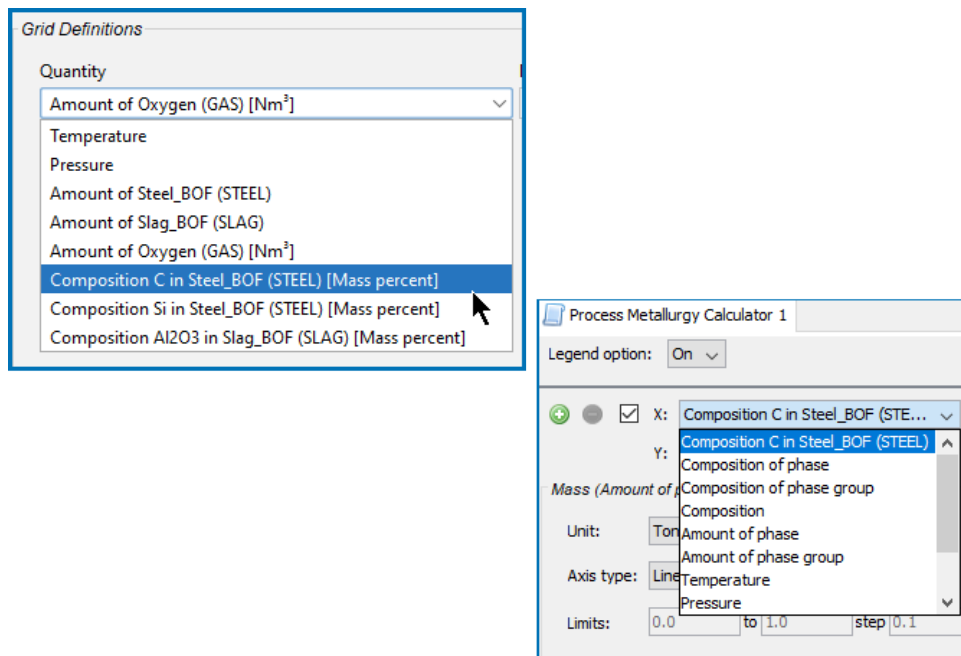 Grid Definitions
Quantity
Amount of Oxygen (GAS) [Nm³]
Temperature
Pressure
Amount of Steel_BOF (STEEL)
Amount of Slag_BOF (SLAG)
Amount of Oxygen (GAS) [Nm³]
Composition C in Steel_BOF (STEEL) [Mass percent]
Composition Si in Steel_BOF (STEEL) [Mass percent]
Composition Al2O3 in Slag_BOF (SLAG) [Mass percent]
Process Metallurgy Calculator 1
Legend option: On
X: Composition C in Steel_BOF (STE...
Composition C in Steel_BOF (STEEL)
Y:
Composition of phase
Mass (Amount of
Composition of phase group
Composition
Unit:
Amount of phase
Amount of phase group
Axis type:
Temperature
Pressure
Limits: 0.0 to 1.0 step 0.1